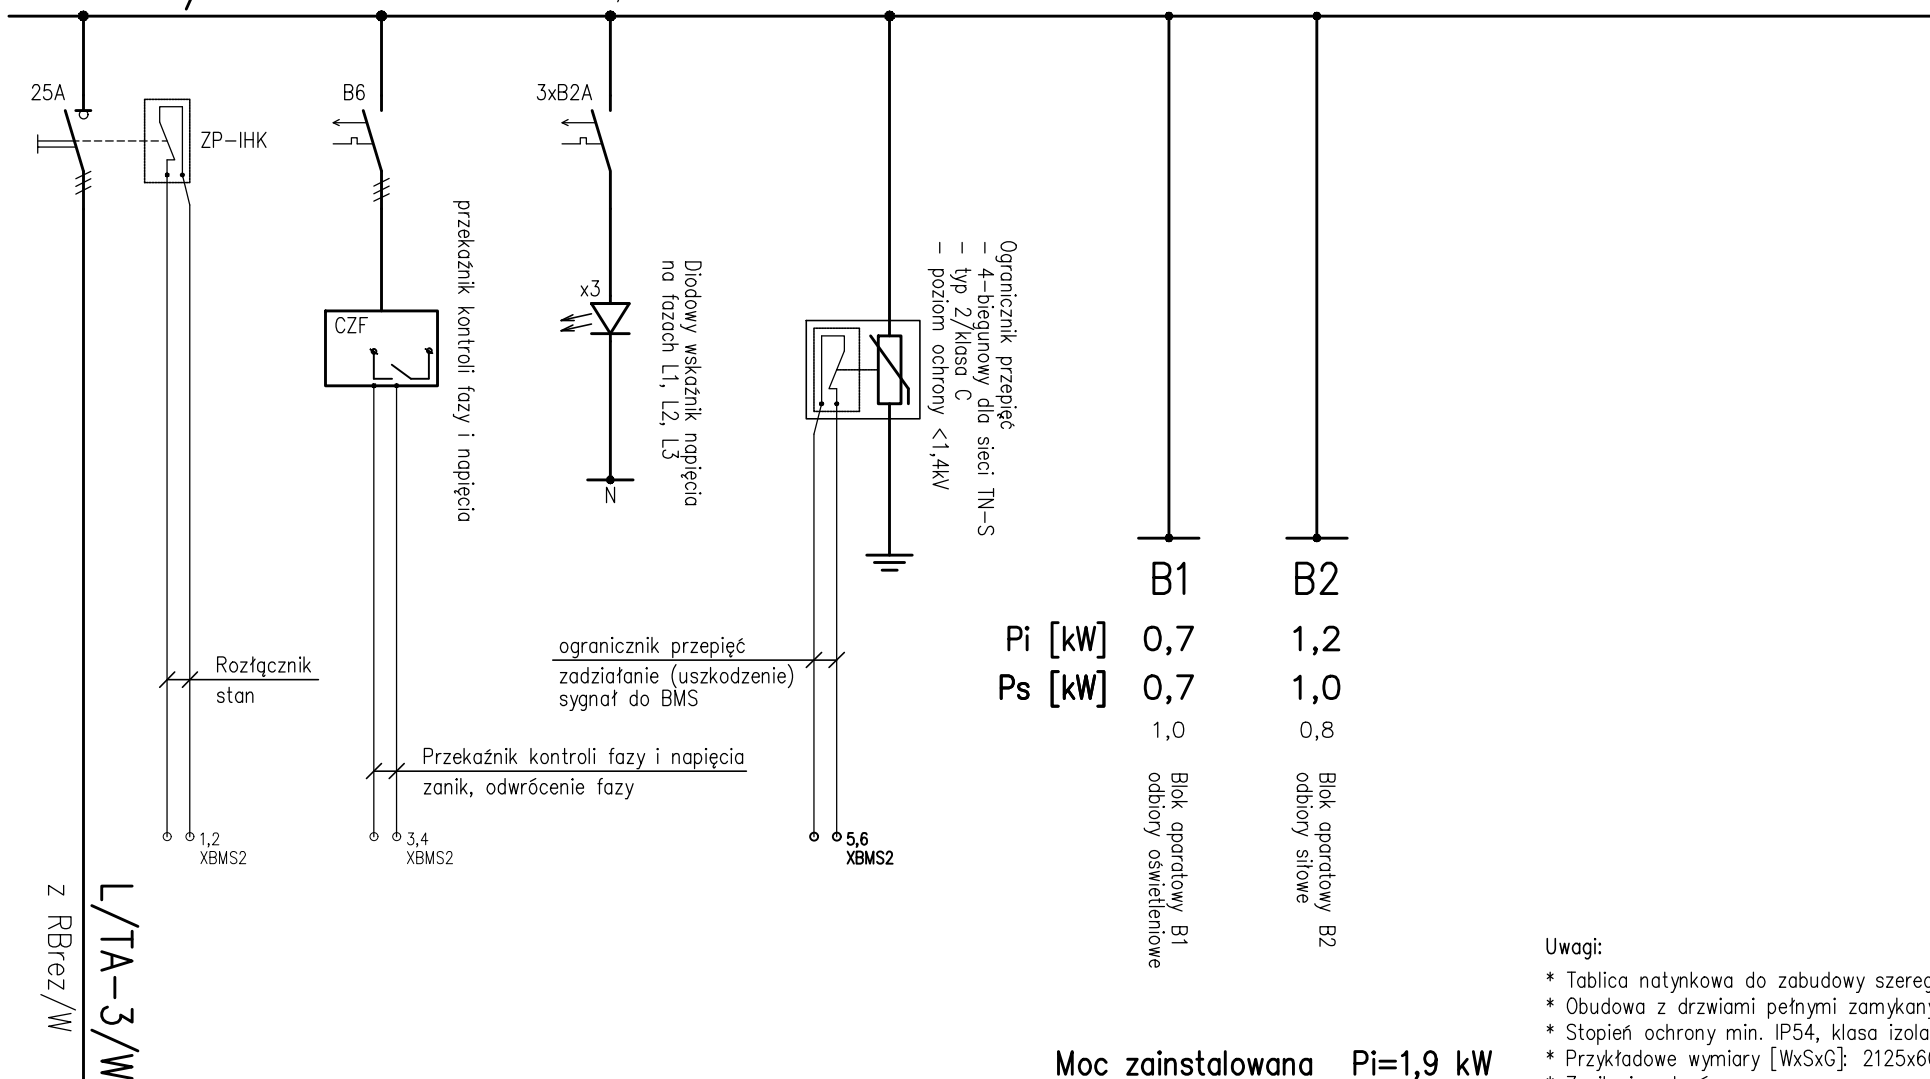 25A
ZP-IHK
B6
3xB2A
przekaźnik kontroli fazy i napięcia
CZF
x3
Diodowy wskaźnik napięcia
na fazach L1, L2, L3
N
Ogranicznik przepięć
- 4-biegunowy dla sieci TN-S
- typ 2/klasa C
- poziom ochrony <1,4kV
B1 B2
Pi [kW] 0,7 1,2
Ps [kW] 0,7 1,0
1,0 0,8
Blok aparatowy B1
odbiory oświetleniowe
Blok aparatowy B2
odbiory siłowe
Rozłącznik
stan
ogranicznik przepięć
zadziałanie (uszkodzenie)
sygnał do BMS
Przekaźnik kontroli fazy i napięcia
zanik, odwrócenie fazy
1,2
XBMS2
3,4
XBMS2
5,6
XBMS2
L/TA-3/W
z RBrez/W
Moc zainstalowana Pi=1,9 kW
Uwagi:
* Tablica natynkowa do zabudowy szereg
* Obudowa z drzwiami pełnymi zamykany
* Stopień ochrony min. IP54, klasa izola
* Przykładowe wymiary [WxSxG]: 2125x60